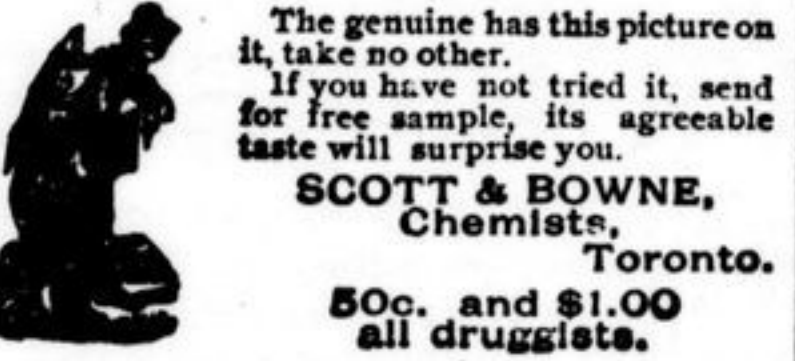 The genuine has this picture on
it, take no other.
If you have not tried it, send
for free sample, its agreeable
taste will surprise you.
SCOTT & BOWNE,
Chemists,
Toronto.
50c. and $1.00
all druggists.